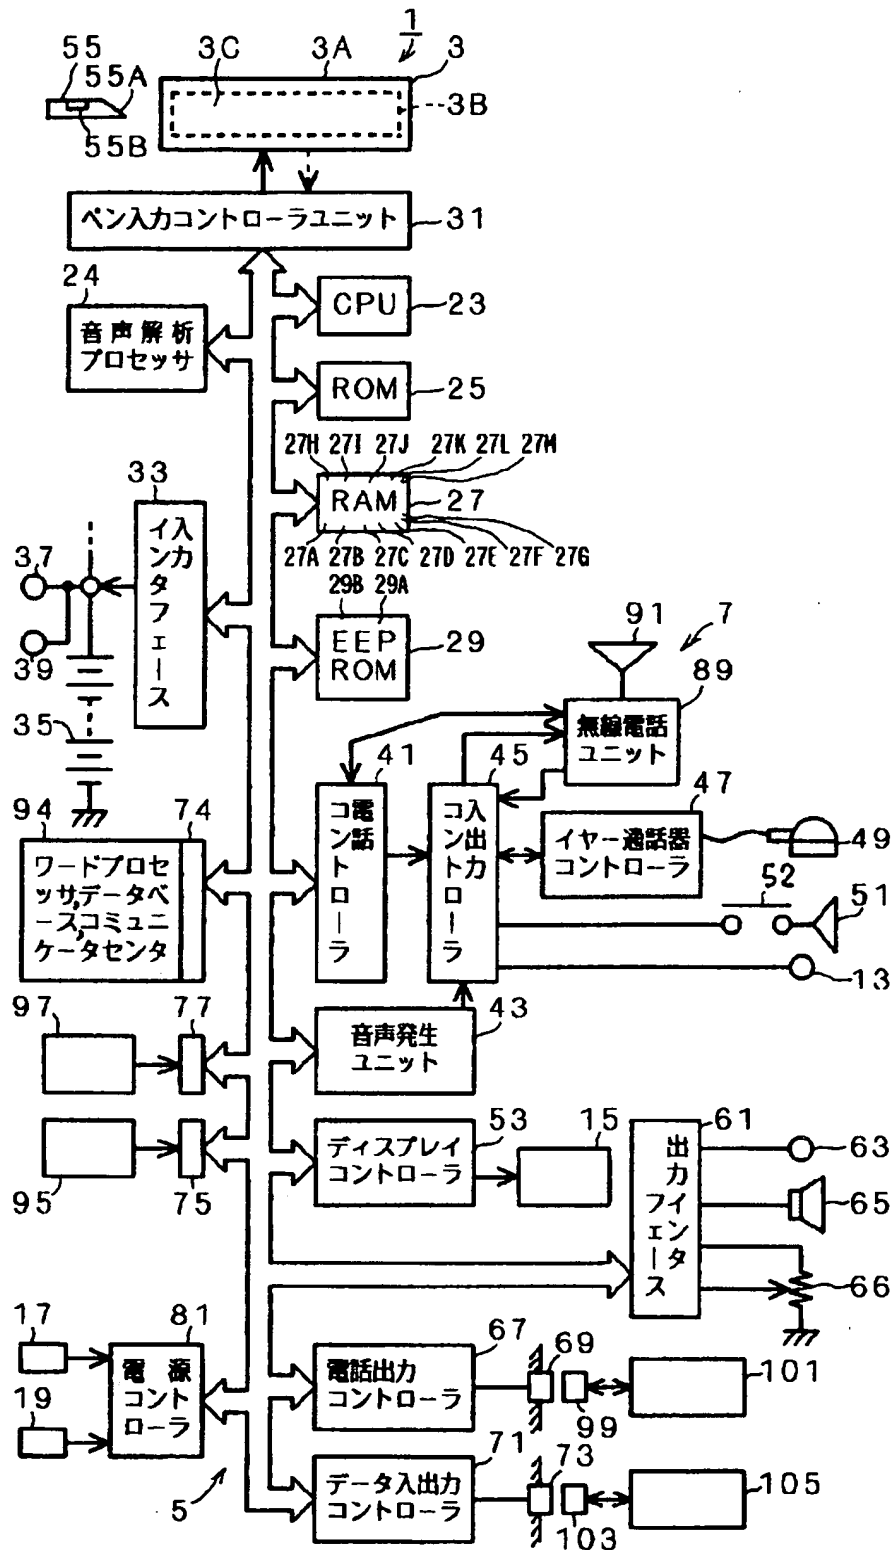 1
55
3C
3A
3
55A
3B
55B
ペン入力コントローラユニット
31
24
音声解析
プロセッサ
CPU
23
ROM
25
27H 27I 27J 27K 27L 27M
RAM
27
27A 27B 27C 27D 27E 27F 27G
33
入力
インタフェース
37
39
35
29B 29A
EEP
ROM
29
91
7
89
無線電話
ユニット
41
電話
コントローラ
45
入出力
コントローラ
47
イヤー通話器
コントローラ
49
52
51
13
94
74
ワードプロセ
ッサ,データベ
ース,コミュニ
ケータセンタ
97
77
43
音声発生
ユニット
95
75
53
ディスプレイ
コントローラ
15
61
出力インタ
フェース
63
65
66
17
19
81
電源
コント
ローラ
67
電話出力
コントローラ
69
99
101
5
71
データ入出力
コントローラ
73
103
105